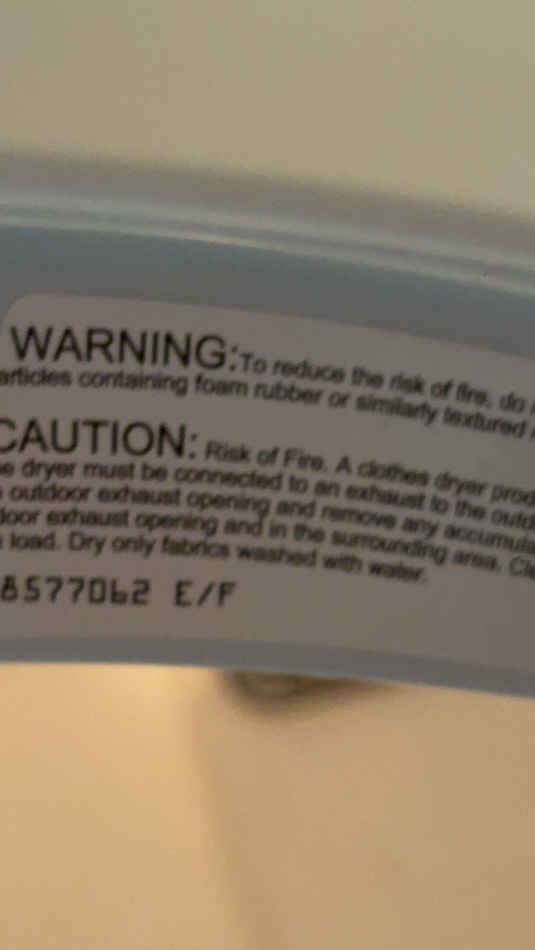 WARNING: To reduce the risk of fire, do
articles containing foam rubber or similarly textured
CAUTION: Risk of Fire. A clothes dryer prod
e dryer must be connected to an exhaust to the outd
outdoor exhaust opening and remove any accumula
door exhaust opening and in the surrounding area. Cle
load. Dry only fabrics washed with water.
8577062 E/F